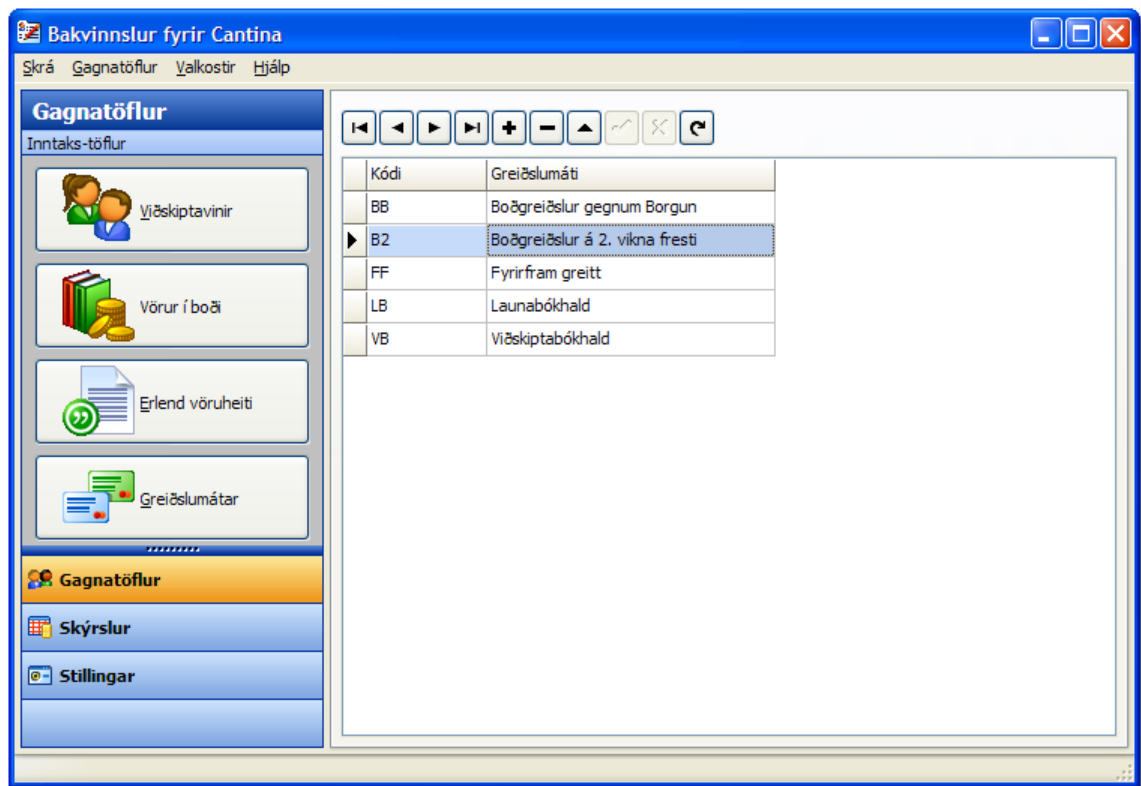 Bakvinnslur fyrir Cantina
Skrá Gagnatöflur Valkostir Hjálp
Gagnatöflur
Inntaks-töflur
Viðskiptavinir
Vörur í boði
Erlend vöruheiti
Greiðslumátar
Gagnatöflur
Skýrslur
Stillingar
Kódi Greiðslumáti
BB Boðgreiðslur gegnum Borgun
B2 Boðgreiðslur á 2. vikna fresti
FF Fyrirfram greitt
LB Launabókhald
VB Viðskiptabókhald